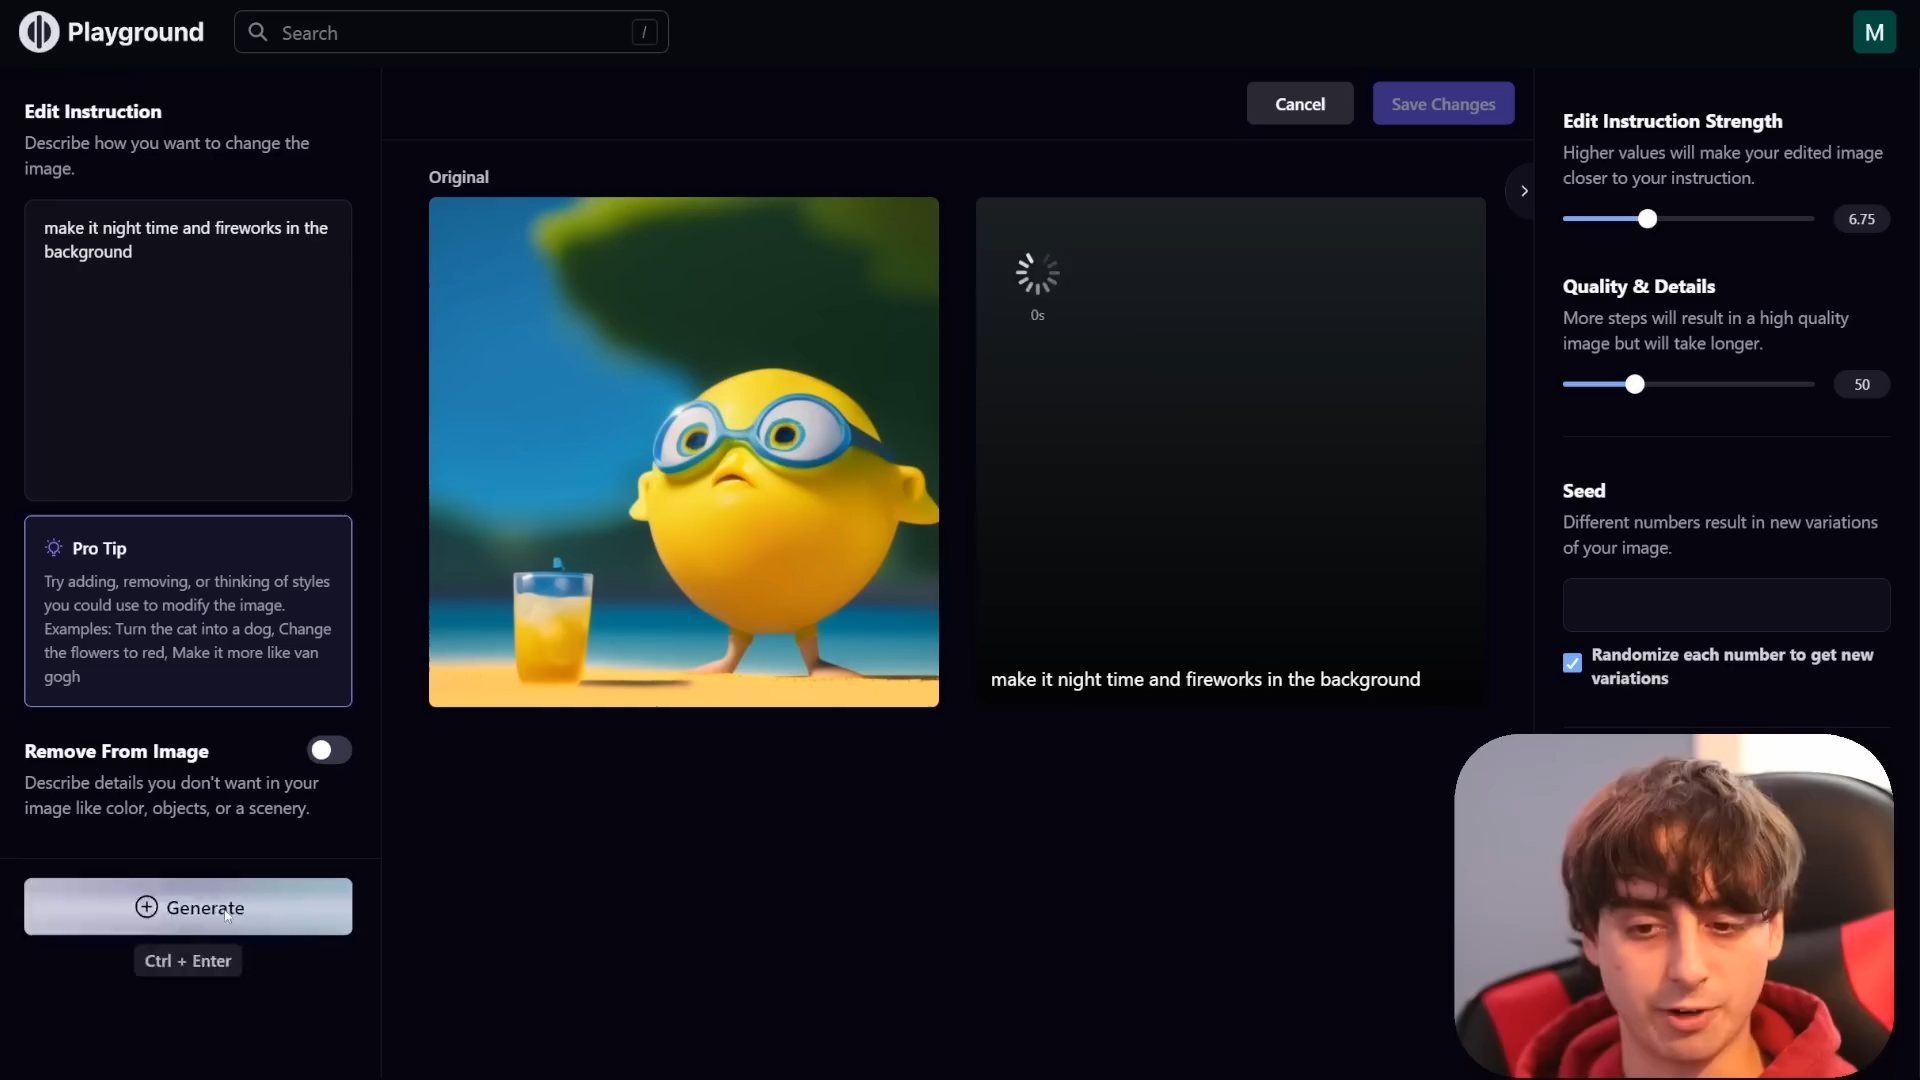 Playground
Search
/
M
Edit Instruction
Describe how you want to change the
image.
make it night time and fireworks in the
background
Pro Tip
Try adding, removing, or thinking of styles
you could use to modify the image.
Examples: Turn the cat into a dog, Change
the flowers to red, Make it more like van
gogh
Remove From Image
Describe details you don't want in your
image like color, objects, or a scenery.
Generate
Ctrl + Enter
Cancel
Save Changes
Original
0s
make it night time and fireworks in the background
Edit Instruction Strength
Higher values will make your edited image
closer to your instruction.
6.75
Quality & Details
More steps will result in a high quality
image but will take longer.
50
Seed
Different numbers result in new variations
of your image.
Randomize each number to get new
variations